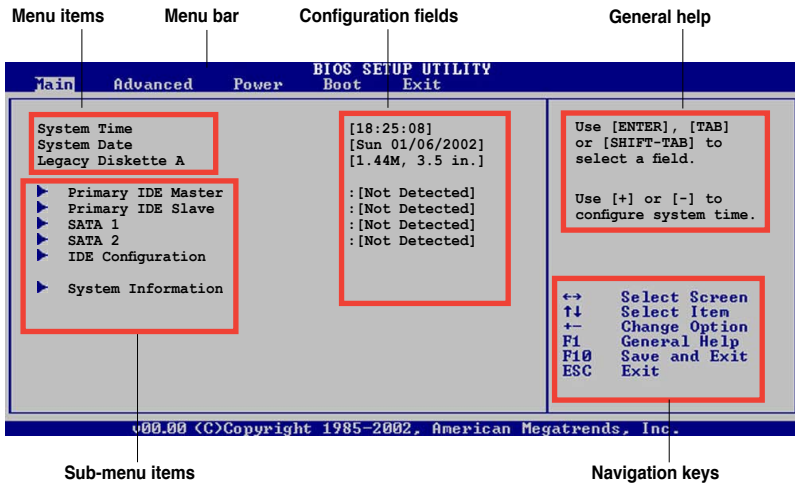 Menu items Menu bar Configuration fields General help
BIOS SETUP UTILITY
Main Advanced Power Boot Exit
System Time [18:25:08]
System Date [Sun 01/06/2002]
Legacy Diskette A [1.44M, 3.5 in.]
Primary IDE Master :[Not Detected]
Primary IDE Slave :[Not Detected]
SATA 1 :[Not Detected]
SATA 2 :[Not Detected]
IDE Configuration
System Information
Use [ENTER], [TAB]
or [SHIFT-TAB] to
select a field.
Use [+] or [-] to
configure system time.
←→ Select Screen
↑↓ Select Item
+- Change Option
F1 General Help
F10 Save and Exit
ESC Exit
v00.00 (C)Copyright 1985-2002, American Megatrends, Inc.
Sub-menu items Navigation keys